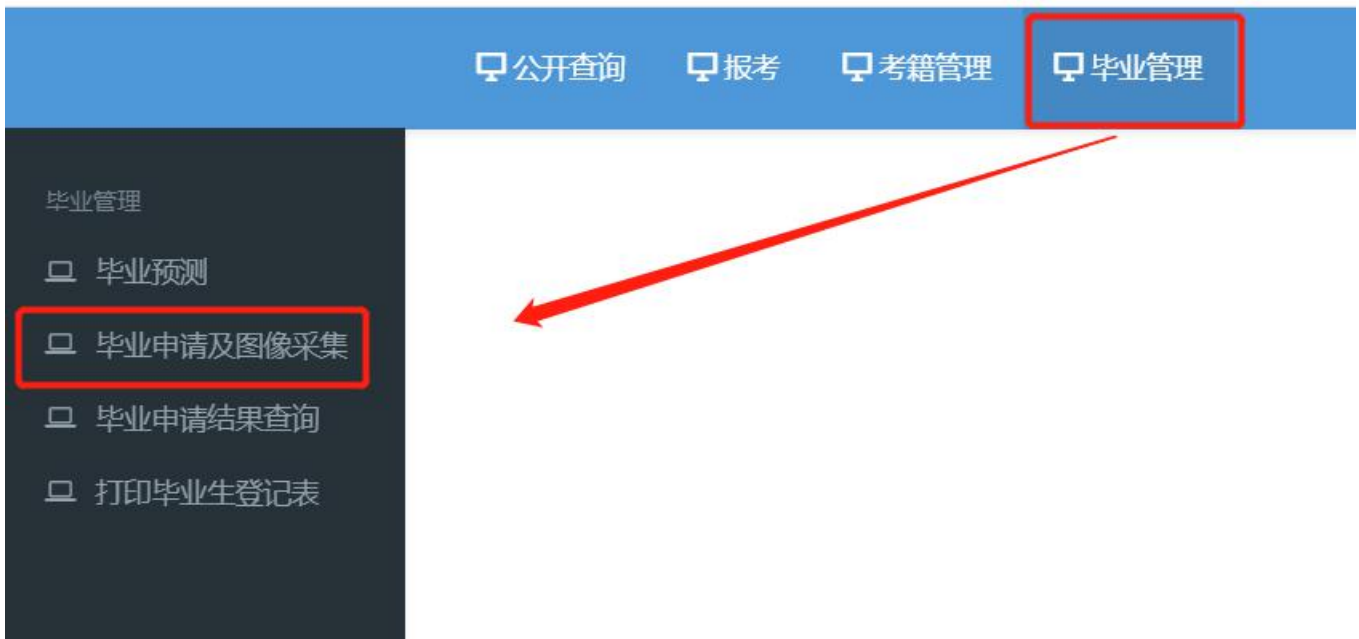 公开查询 报考 考籍管理 毕业管理
毕业管理
毕业预测
毕业申请及图像采集
毕业申请结果查询
打印毕业生登记表